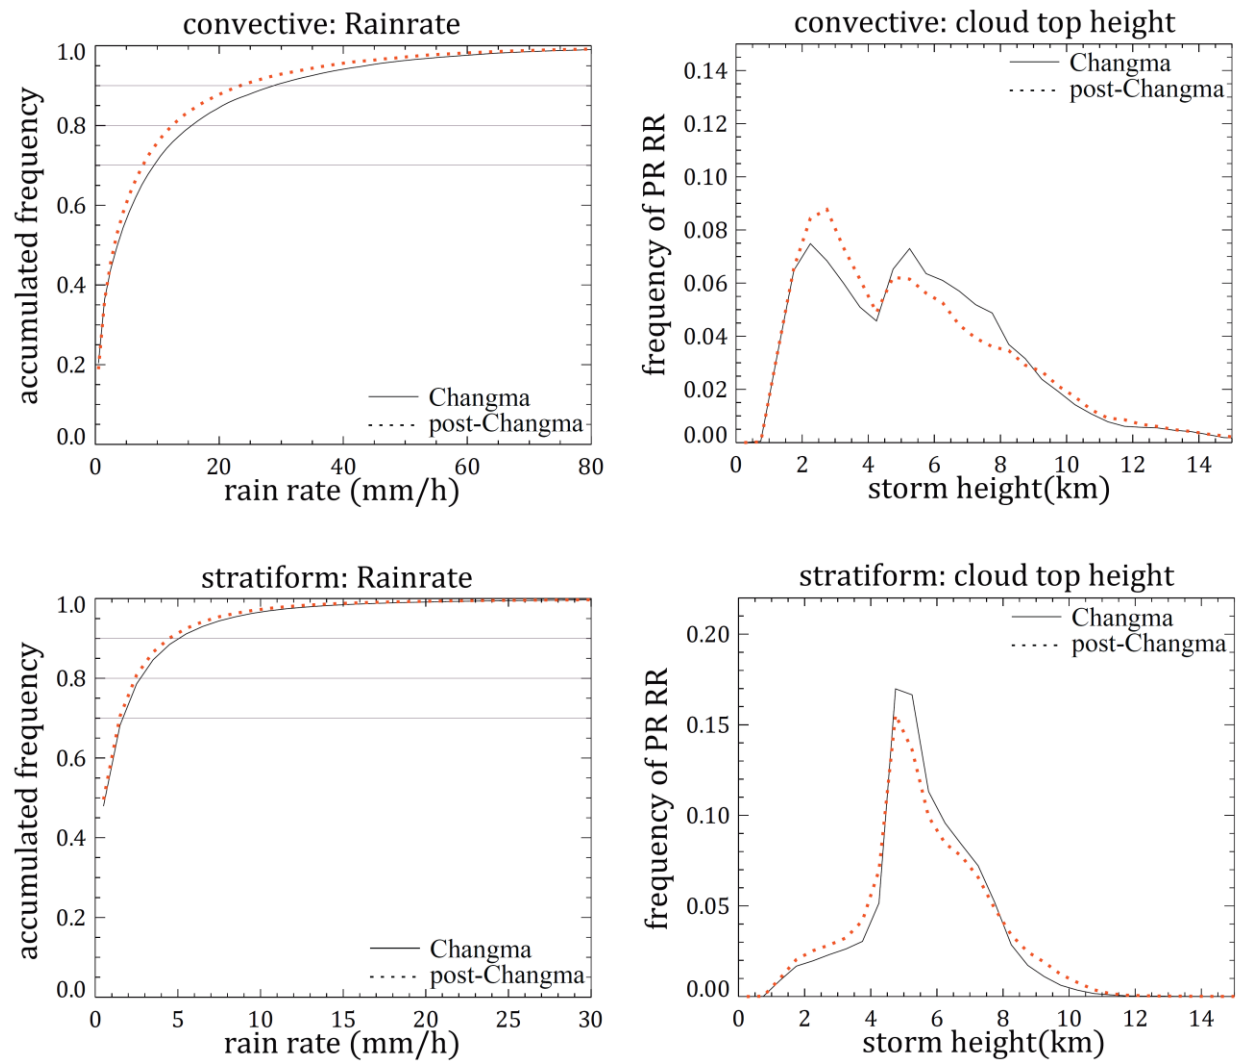 convective: Rainrate
accumulated frequency
1.0
0.8
0.6
0.4
0.2
0.0
Changma
post-Changma
0 20 40 60 80
rain rate (mm/h)
convective: cloud top height
frequency of PR RR
0.14
0.12
0.10
0.08
0.06
0.04
0.02
0.00
Changma
post-Changma
0 2 4 6 8 10 12 14
storm height(km)
stratiform: Rainrate
accumulated frequency
1.0
0.8
0.6
0.4
0.2
0.0
Changma
post-Changma
0 5 10 15 20 25 30
rain rate (mm/h)
stratiform: cloud top height
frequency of PR RR
0.20
0.15
0.10
0.05
0.00
Changma
post-Changma
0 2 4 6 8 10 12 14
storm height(km)